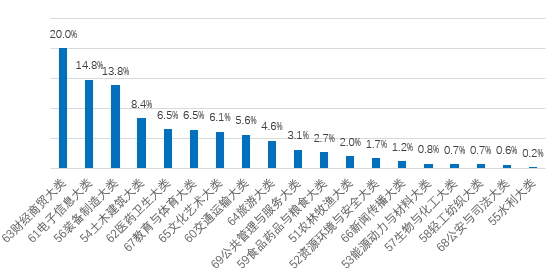 20.0%
14.8%
13.8%
8.4%
6.5%
6.5%
6.1%
5.6%
4.6%
3.1%
2.7%
2.0%
1.7%
1.2%
0.8%
0.7%
0.7%
0.6%
0.2%
63财经商贸大类
61电子信息大类
56装备制造大类
54土木建筑大类
62医药卫生大类
67教育与体育大类
65文化艺术大类
60交通运输大类
64旅游大类
69公共管理与服务大类
59食品药品与粮食大类
51农林牧渔大类
52资源环境与安全大类
66新闻传播大类
53能源动力与材料大类
57生物与化工大类
58轻工纺织大类
68公安与司法大类
55水利大类